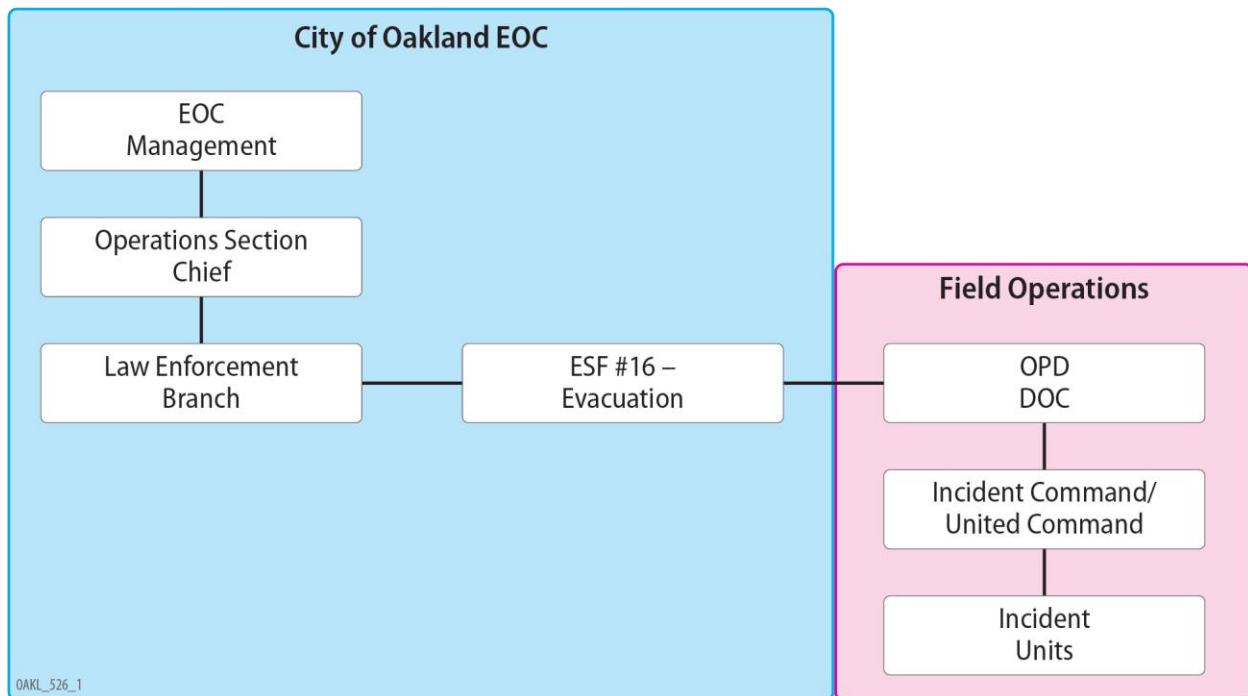 City of Oakland EOC
EOC
Management
Operations Section
Chief
Law Enforcement
Branch
ESF #16 –
Evacuation
Field Operations
OPD
DOC
Incident Command/
United Command
Incident
Units
OAKL_526_1